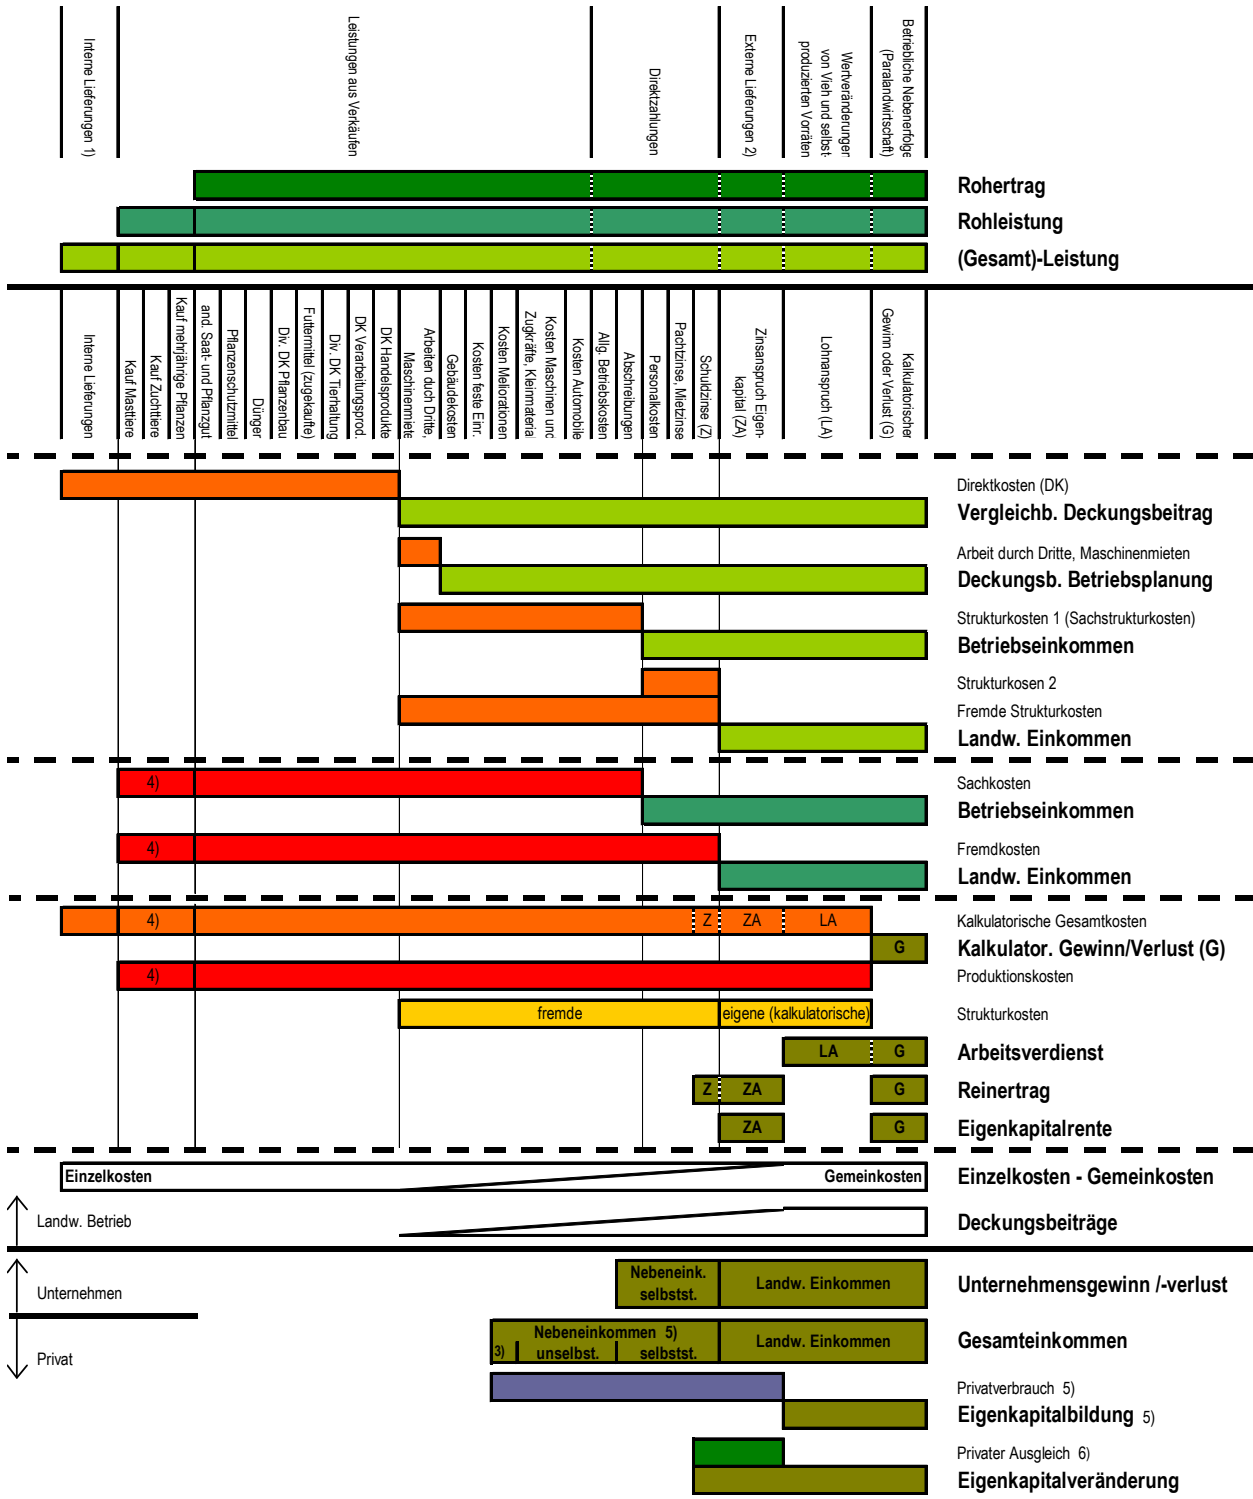 Interne Lieferungen 1)
Leistungen aus Verkäufen
Direktzahlungen
Externe Lieferungen 2)
Wertveränderungen
von Vieh und selbst-
produzierten Vorräten
Betriebliche Nebenerfolge
(Paralandwirtschaft)
Rohertrag
Rohleistung
(Gesamt)-Leistung
Interne Lieferungen
Kauf Masttiere
Kauf Zuchttiere
Kauf mehrjährige Pflanzen
and. Saat- und Pflanzgut
Pflanzenschutzmittel
Dünger
Div. DK Pflanzenbau
Futtermittel (zugekaufte)
Div. DK Tierhaltung
DK Verarbeitungsprod.
DK Handelsprodukte
Arbeiten duch Dritte,
Maschinenmiete
Gebäudekosten
Kosten feste Einr.
Kosten Meliorationen
Kosten Maschinen und
Zugkräfte, Kleinmaterial
Kosten Automobile
Allg. Betriebskosten
Abschreibungen
Personalkosten
Pachtzinse, Mietzinse
Schuldzinse (Z)
Zinsanspruch Eigen-
kapital (ZA)
Lohnanspruch (LA)
Kalkulatorischer
Gewinn oder Verlust (G)
Direktkosten (DK)
Vergleichb. Deckungsbeitrag
Arbeit durch Dritte, Maschinenmieten
Deckungsb. Betriebsplanung
Strukturkosten 1 (Sachstrukturkosten)
Betriebseinkommen
Strukturkosen 2
Fremde Strukturkosten
Landw. Einkommen
4)
Sachkosten
Betriebseinkommen
4)
Fremdkosten
Landw. Einkommen
4) Z ZA LA
Kalkulatorische Gesamtkosten
G
Kalkulator. Gewinn/Verlust (G)
4)
Produktionskosten
fremde eigene (kalkulatorische)
Strukturkosten
LA G
Arbeitsverdienst
Z ZA G
Reinertrag
ZA G
Eigenkapitalrente
Einzelkosten Gemeinkosten
Einzelkosten - Gemeinkosten
Landw. Betrieb
Deckungsbeiträge
Unternehmen
Nebeneink.
selbstst.
Landw. Einkommen
Unternehmensgewinn /-verlust
Privat
3)
Nebeneinkommen 5)
unselbst. selbstst.
Landw. Einkommen
Gesamteinkommen
Privatverbrauch 5)
Eigenkapitalbildung 5)
Privater Ausgleich 6)
Eigenkapitalveränderung